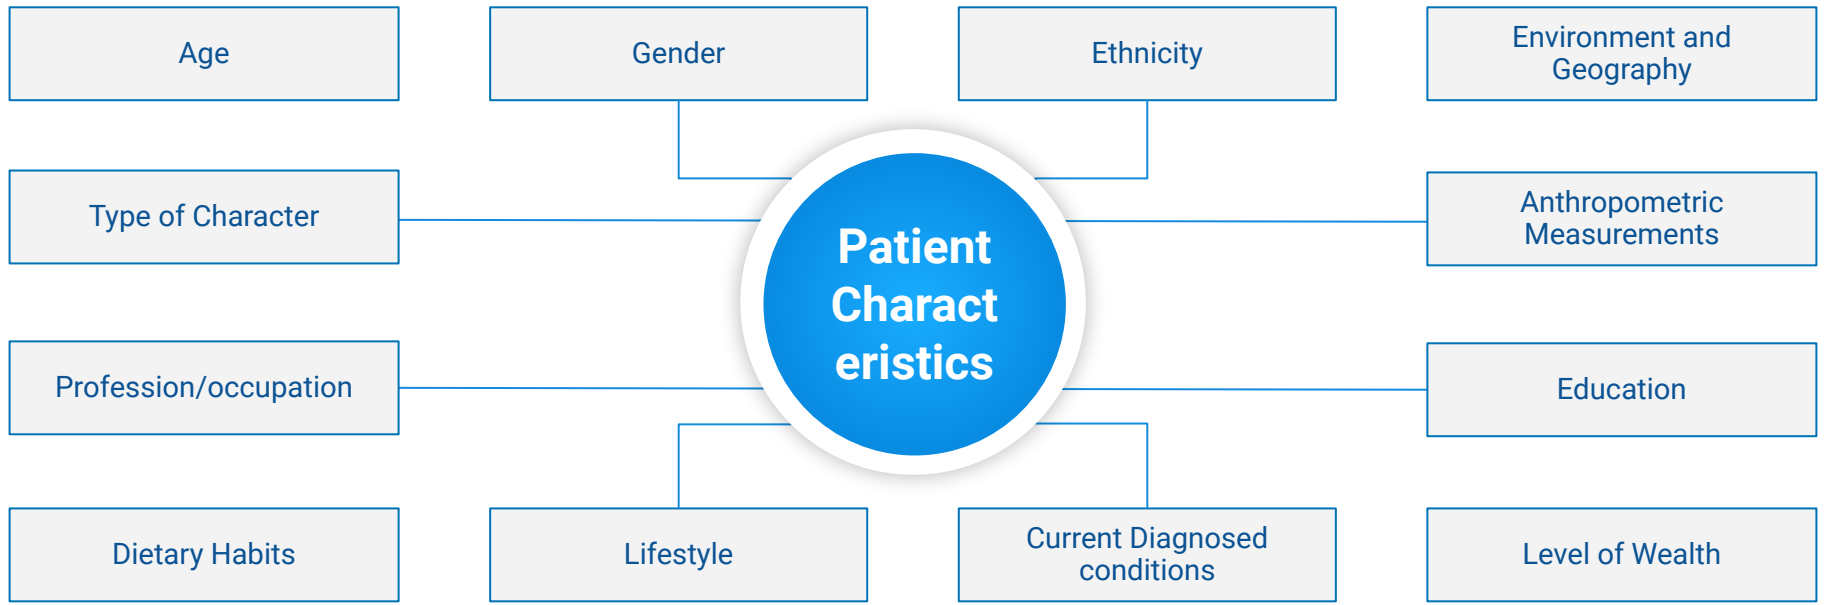 Age
Gender
Ethnicity
Environment and
Geography
Type of Character
Anthropometric
Measurements
Patient
Charact
eristics
Profession/occupation
Education
Dietary Habits
Lifestyle
Current Diagnosed
conditions
Level of Wealth